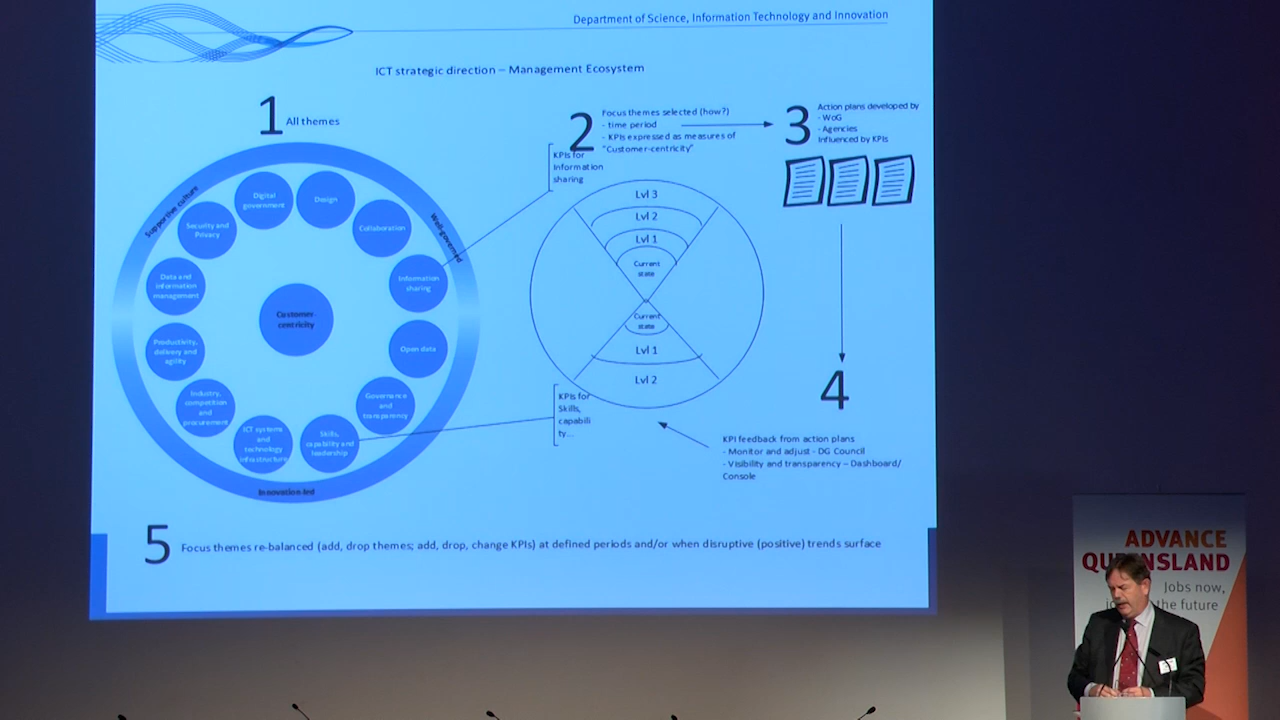 Department of Science, Information Technology and Innovation
ICT strategic direction – Management Ecosystem
1
All themes
Supportive culture
Well-governed
Innovation-led
Digital
government
Design
Collaboration
Information
sharing
Open data
Governance
and
transparency
Skills,
capability and
leadership
ICT systems
and
technology
infrastructure
Industry,
competition
and
procurement
Productivity,
delivery and
agility
Data and
information
management
Security and
Privacy
Customer-
centricity
2
Focus themes selected (how?)
- time period
- KPIs expressed as measures of
"Customer-centricity"
KPIs for
Information
sharing
Lvl 3
Lvl 2
Lvl 1
Current
state
Current
state
Lvl 1
Lvl 2
KPIs for
Skills,
capabili
ty...
3
Action plans developed by
- WoG
- Agencies
Influenced by KPIs
4
KPI feedback from action plans
- Monitor and adjust - DG Council
- Visibility and transparency – Dashboard/
Console
5
Focus themes re-balanced (add, drop themes; add, drop, change KPIs) at defined periods and/or when disruptive (positive) trends surface
ADVANCE
QUEENSLAND
Jobs now,
the future